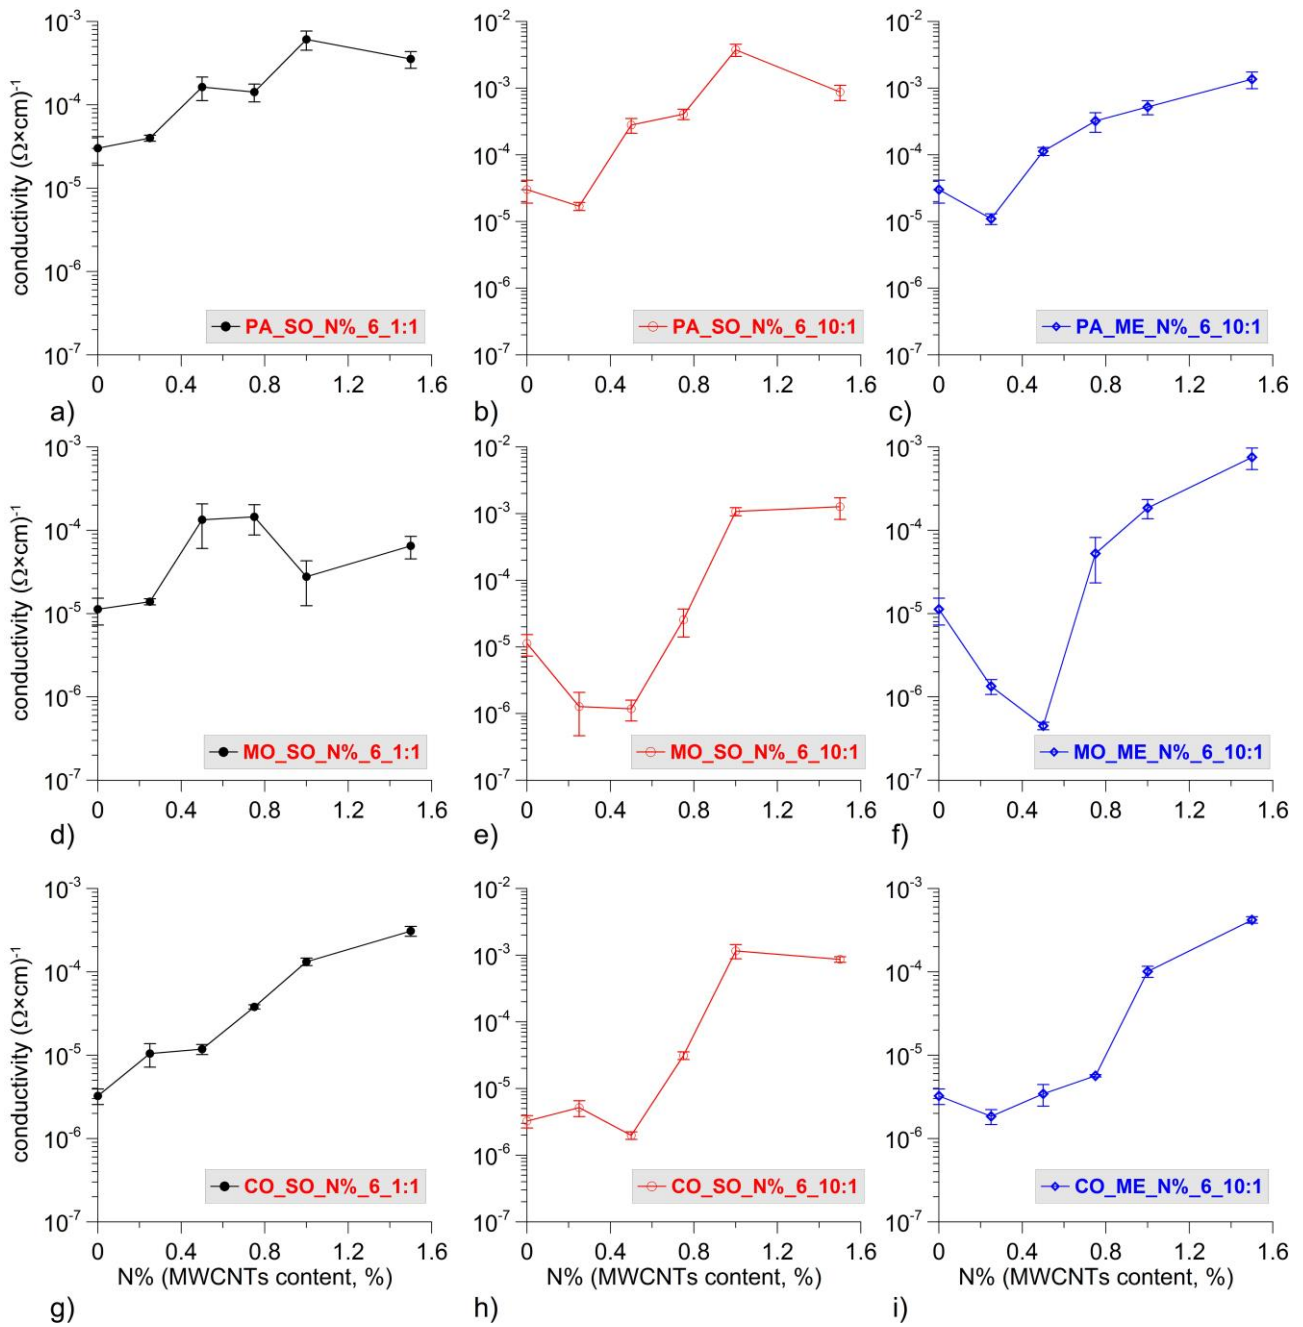 10-3
10-4
10-5
10-6
10-7
conductivity (Ω×cm)-1
PA_SO_N%_6_1:1
0 0.4 0.8 1.2 1.6
a)
10-2
10-3
10-4
10-5
10-6
10-7
PA_SO_N%_6_10:1
0 0.4 0.8 1.2 1.6
b)
10-2
10-3
10-4
10-5
10-6
10-7
PA_ME_N%_6_10:1
0 0.4 0.8 1.2 1.6
c)
10-3
10-4
10-5
10-6
10-7
conductivity (Ω×cm)-1
MO_SO_N%_6_1:1
0 0.4 0.8 1.2 1.6
d)
10-2
10-3
10-4
10-5
10-6
10-7
MO_SO_N%_6_10:1
0 0.4 0.8 1.2 1.6
e)
10-3
10-4
10-5
10-6
10-7
MO_ME_N%_6_10:1
0 0.4 0.8 1.2 1.6
f)
10-3
10-4
10-5
10-6
10-7
conductivity (Ω×cm)-1
CO_SO_N%_6_1:1
0 0.4 0.8 1.2 1.6
N% (MWCNTs content, %)
g)
10-2
10-3
10-4
10-5
10-6
10-7
CO_SO_N%_6_10:1
0 0.4 0.8 1.2 1.6
N% (MWCNTs content, %)
h)
10-3
10-4
10-5
10-6
10-7
CO_ME_N%_6_10:1
0 0.4 0.8 1.2 1.6
N% (MWCNTs content, %)
i)